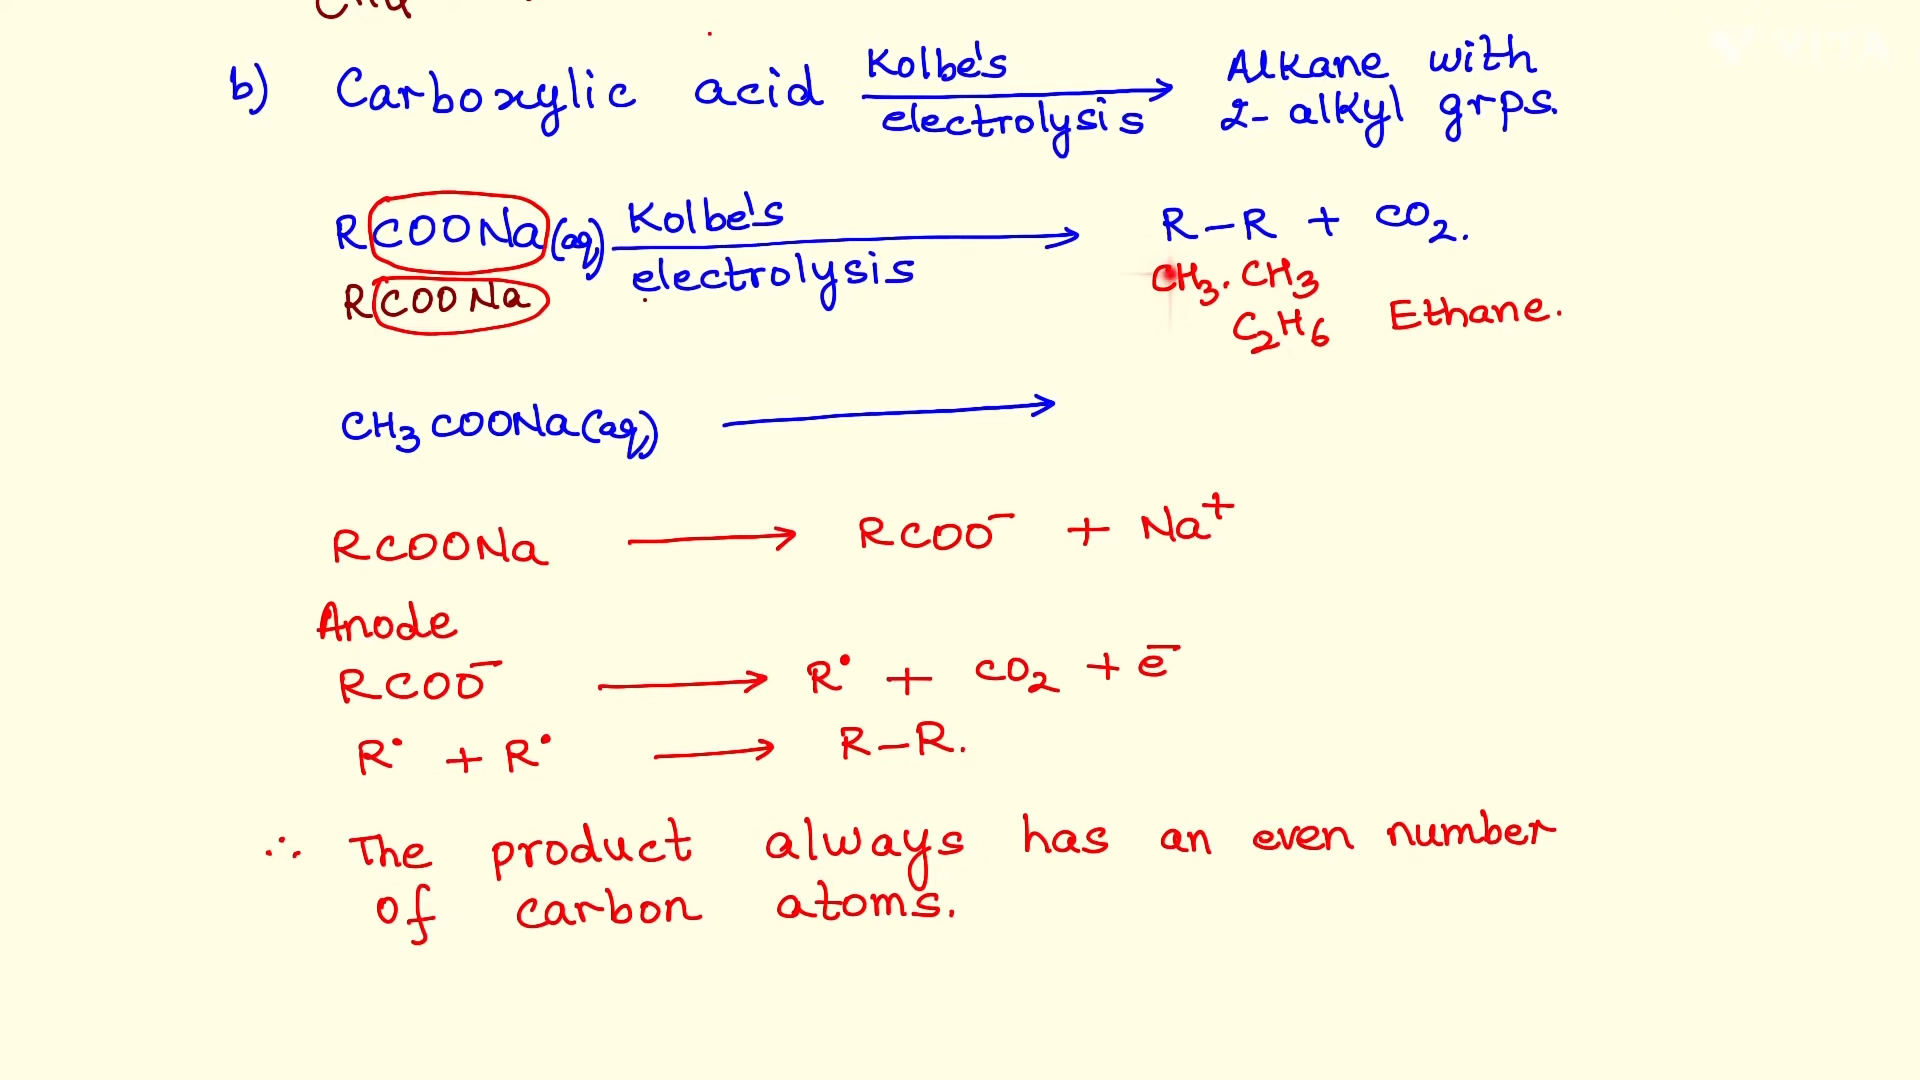 b) Carboxylic acid Kolbe's electrolysis → Alkane with 2-alkyl grps.
RCOONa(aq) Kolbe's electrolysis → R-R + CO2.
RCOONa CH3.CH3
C2H6 Ethane.
CH3COONa(aq) →
RCOONa → RCOO⁻ + Na⁺
Anode
RCOO⁻ → R• + CO2 + e⁻
R• + R• → R-R.
∴ The product always has an even number
of carbon atoms.